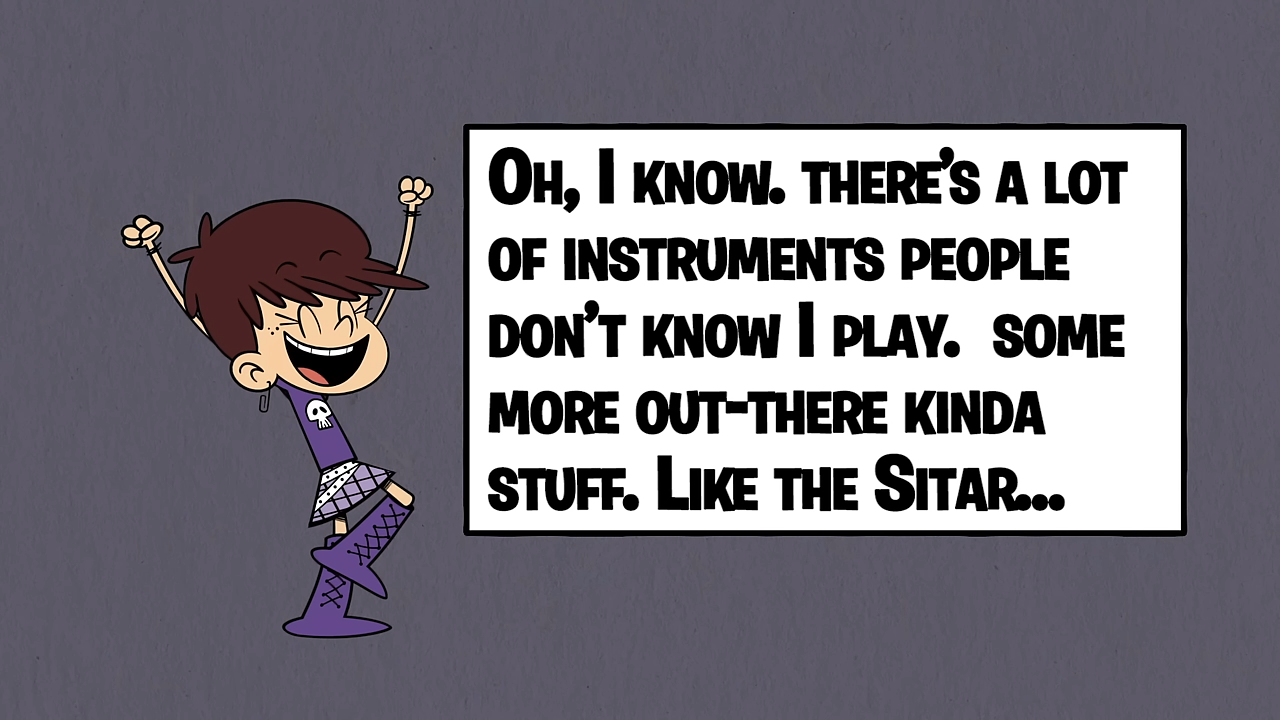 Oh, I know. there's a lot
of instruments people
don't know I play.  some
more out-there kinda
stuff. Like the Sitar...